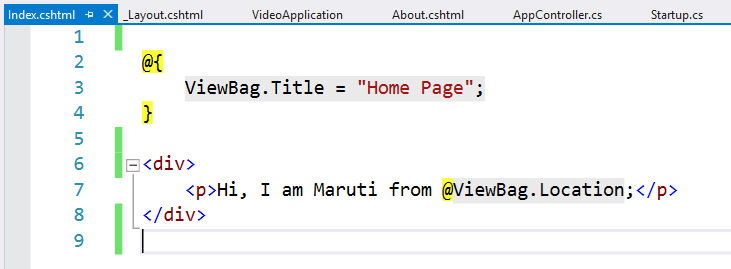 Index.cshtml _Layout.cshtml VideoApplication About.cshtml AppController.cs Startup.cs
1
2 @{
3 ViewBag.Title = "Home Page";
4 }
5
6 <div>
7 <p>Hi, I am Maruti from @ViewBag.Location;</p>
8 </div>
9